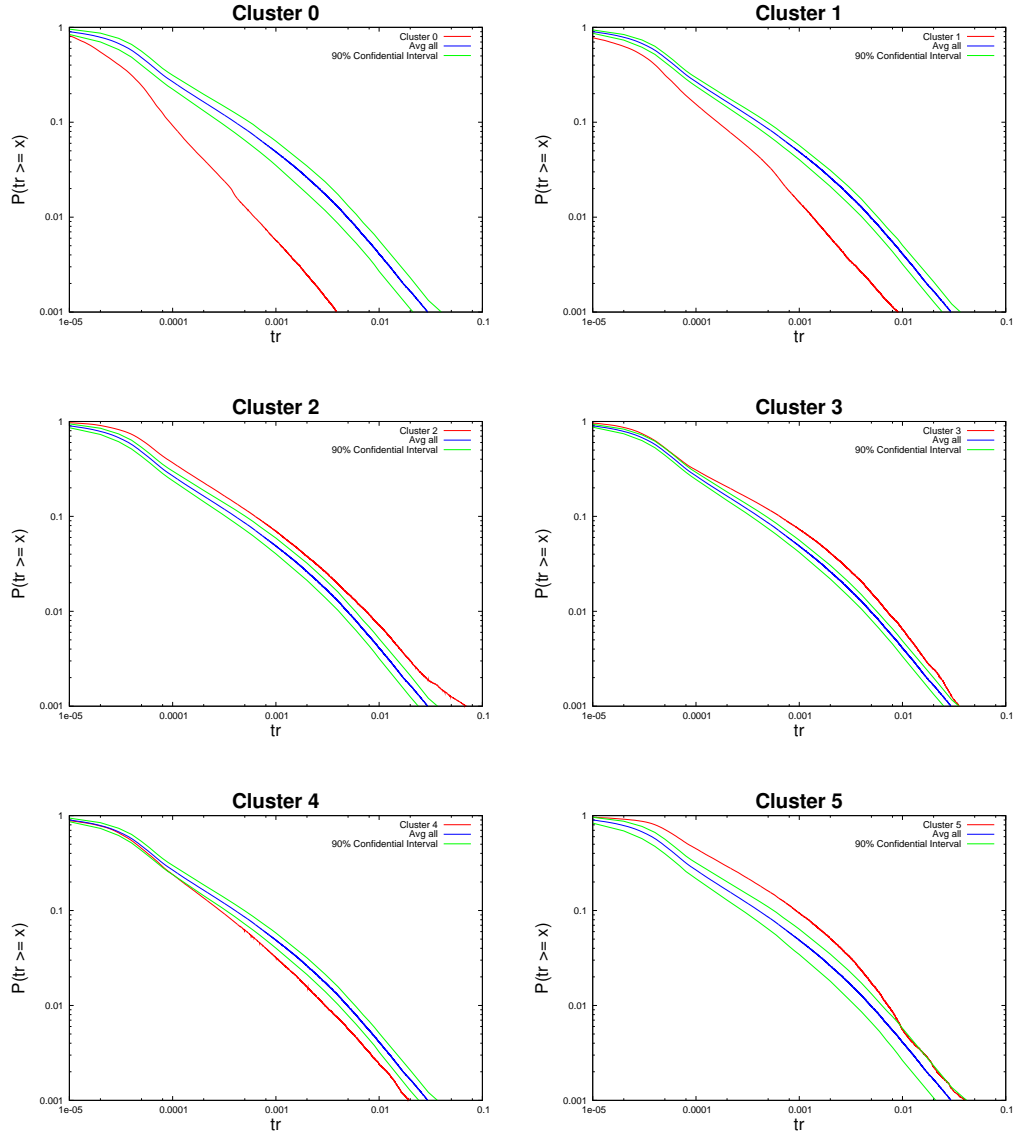 Cluster 0
Cluster 0
Avg all
90% Confidential Interval
P(tr >= x)
1
0.1
0.01
0.001
1e-05 0.0001 0.001 0.01 0.1
tr
Cluster 1
Cluster 1
Avg all
90% Confidential Interval
P(tr >= x)
1
0.1
0.01
0.001
1e-05 0.0001 0.001 0.01 0.1
tr
Cluster 2
Cluster 2
Avg all
90% Confidential Interval
P(tr >= x)
1
0.1
0.01
0.001
1e-05 0.0001 0.001 0.01 0.1
tr
Cluster 3
Cluster 3
Avg all
90% Confidential Interval
P(tr >= x)
1
0.1
0.01
0.001
1e-05 0.0001 0.001 0.01 0.1
tr
Cluster 4
Cluster 4
Avg all
90% Confidential Interval
P(tr >= x)
1
0.1
0.01
0.001
1e-05 0.0001 0.001 0.01 0.1
tr
Cluster 5
Cluster 5
Avg all
90% Confidential Interval
P(tr >= x)
1
0.1
0.01
0.001
1e-05 0.0001 0.001 0.01 0.1
tr